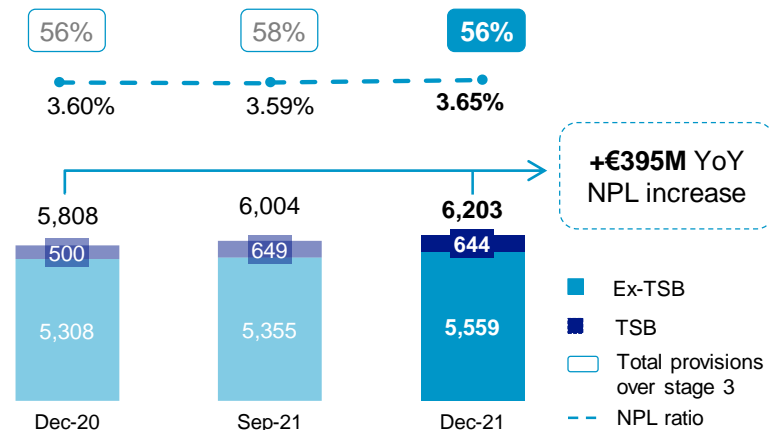 56%
58%
56%
3.60%
3.59%
3.65%
+€395M YoY
NPL increase
5,808
6,004
6,203
500
649
644
5,308
5,355
5,559
Ex-TSB
TSB
Total provisions
over stage 3
NPL ratio
Dec-20
Sep-21
Dec-21